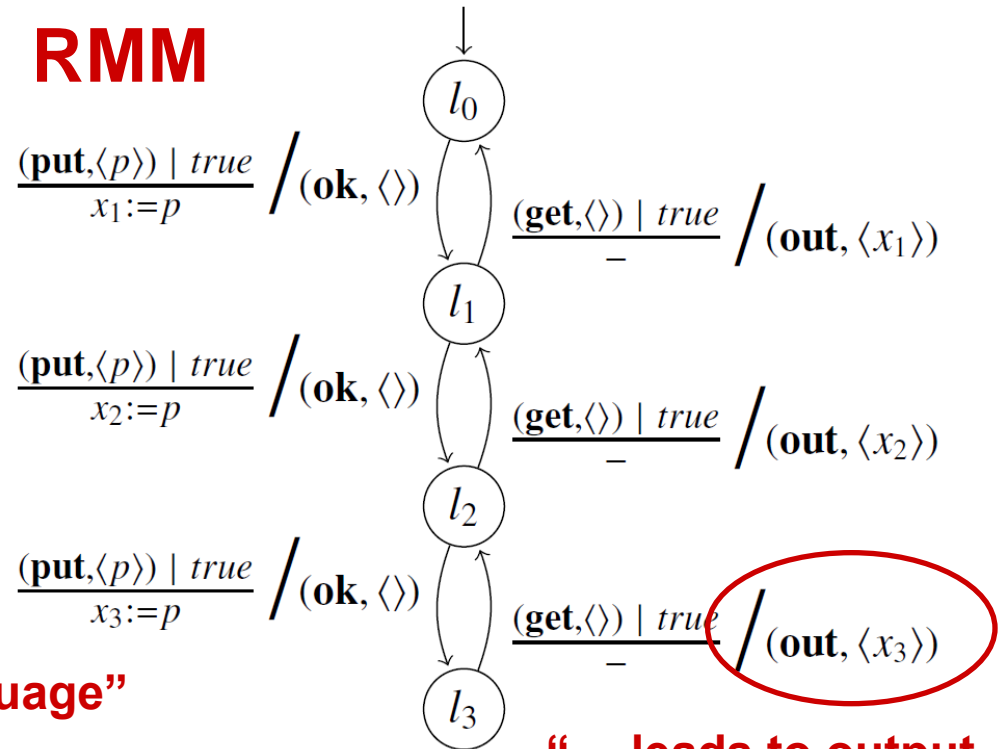 RMM
l₀
(put,⟨p⟩) | true
x₁:=p
/(ok, ⟨⟩)
(get,⟨⟩) | true
–
/(out, ⟨x₁⟩)
l₁
(put,⟨p⟩) | true
x₂:=p
/(ok, ⟨⟩)
(get,⟨⟩) | true
–
/(out, ⟨x₂⟩)
l₂
(put,⟨p⟩) | true
x₃:=p
/(ok, ⟨⟩)
(get,⟨⟩) | true
–
/(out, ⟨x₃⟩)
uage”
l₃
“... leads to output